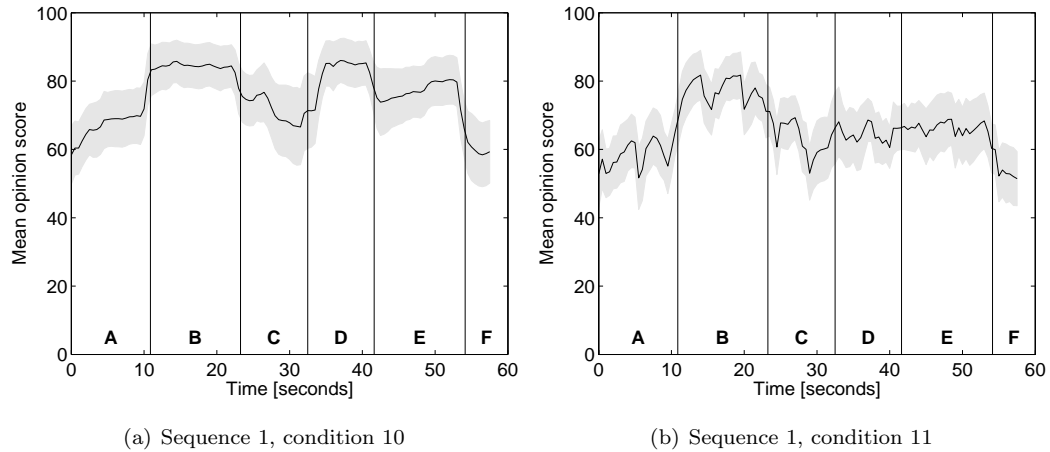 Mean opinion score
100
80
60
40
20
0
A B C D E F
0 10 20 30 40 50 60
Time [seconds]
(a) Sequence 1, condition 10
Mean opinion score
100
80
60
40
20
0
A B C D E F
0 10 20 30 40 50 60
Time [seconds]
(b) Sequence 1, condition 11